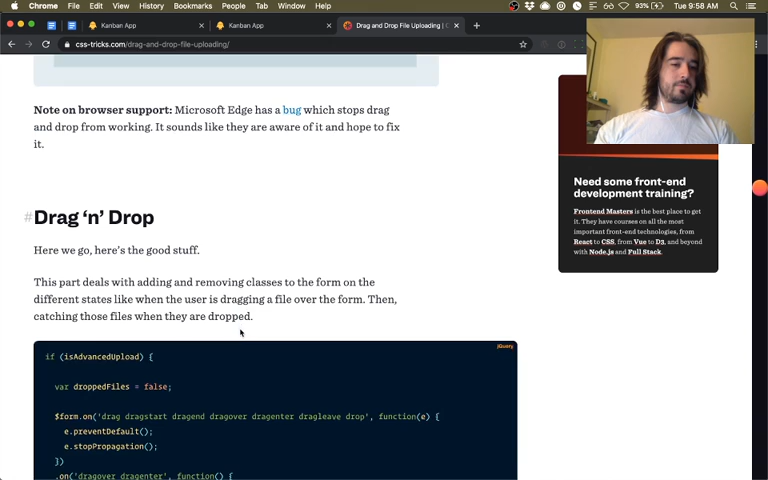 Chrome File Edit View History Bookmarks People Tab Window Help 93% Tue 9:58 AM
Kanban App Kanban App Drag and Drop File Uploading | C
css-tricks.com/drag-and-drop-file-uploading/
Note on browser support: Microsoft Edge has a bug which stops drag
and drop from working. It sounds like they are aware of it and hope to fix
it.
#Drag ‘n’ Drop
Here we go, here’s the good stuff.
This part deals with adding and removing classes to the form on the
different states like when the user is dragging a file over the form. Then,
catching those files when they are dropped.
jQuery
if (isAdvancedUpload) {
var droppedFiles = false;
$form.on('drag dragstart dragend dragover dragenter dragleave drop', function(e) {
e.preventDefault();
e.stopPropagation();
})
.on('dragover dragenter', function() {
Need some front-end
development training?
Frontend Masters is the best place to get
it. They have courses on all the most
important front-end technologies, from
React to CSS, from Vue to D3, and beyond
with Node.js and Full Stack.